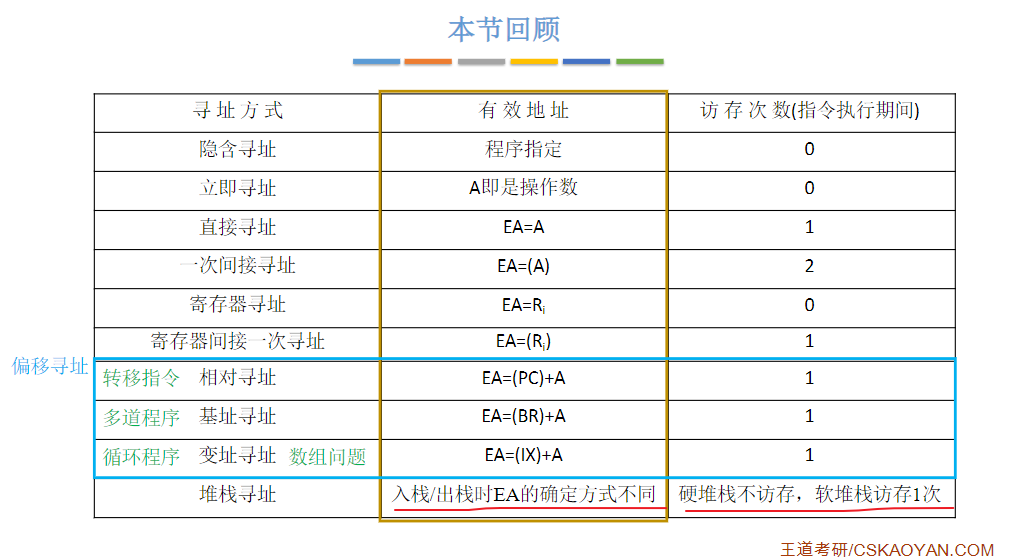 本节回顾
寻址方式 有效地址 访存次数(指令执行期间)
隐含寻址 程序指定 0
立即寻址 A即是操作数 0
直接寻址 EA=A 1
一次间接寻址 EA=(A) 2
寄存器寻址 EA=Rᵢ 0
寄存器间接一次寻址 EA=(Rᵢ) 1
偏移寻址
转移指令 相对寻址 EA=(PC)+A 1
多道程序 基址寻址 EA=(BR)+A 1
循环程序 变址寻址 数组问题 EA=(IX)+A 1
堆栈寻址 入栈/出栈时EA的确定方式不同 硬堆栈不访存，软堆栈访存1次
王道考研/CSKAOYAN.COM